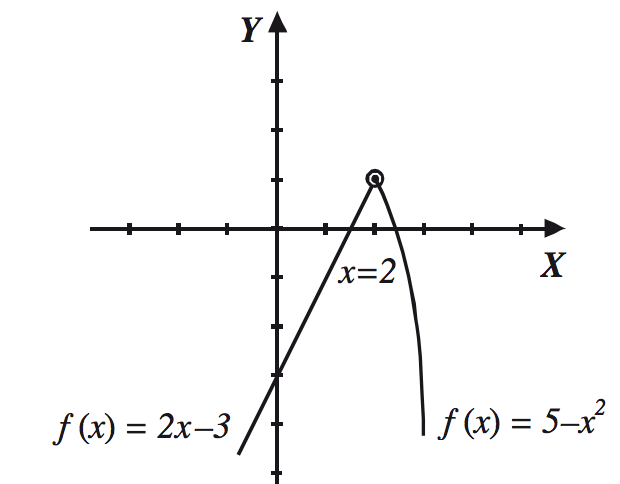 Y
X
x=2
f (x) = 2x–3
f (x) = 5–x²